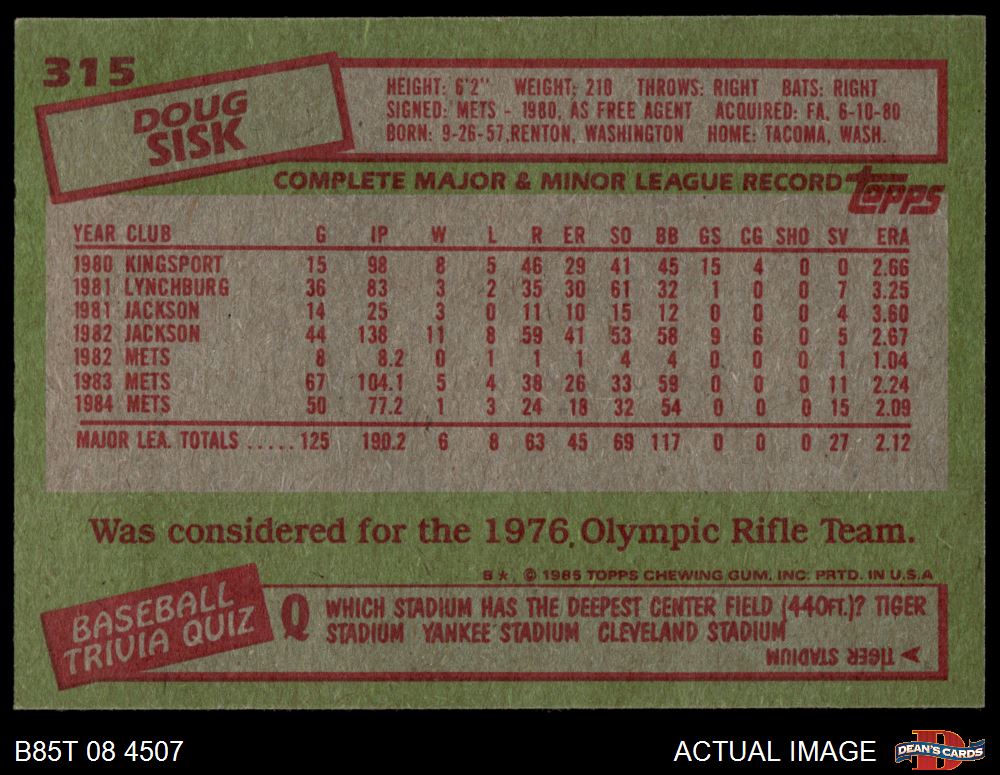 315
DOUG
SISK
HEIGHT: 6'2" WEIGHT: 210 THROWS: RIGHT BATS: RIGHT
SIGNED: METS - 1980, AS FREE AGENT ACQUIRED: FA, 6-10-80
BORN: 9-26-57, RENTON, WASHINGTON HOME: TACOMA, WASH.
COMPLETE MAJOR & MINOR LEAGUE RECORD topps
YEAR CLUB G IP W L R ER SO BB GS CG SHO SV ERA
1980 KINGSPORT 15 98 8 5 46 29 41 45 15 4 0 0 2.66
1981 LYNCHBURG 36 83 3 2 35 30 61 32 1 0 0 7 3.25
1981 JACKSON 14 25 3 0 11 10 15 12 0 0 0 4 3.60
1982 JACKSON 44 138 11 8 59 41 53 58 9 6 0 5 2.67
1982 METS 8 8.2 0 1 1 1 4 4 0 0 0 1 1.04
1983 METS 67 104.1 5 4 38 26 33 59 0 0 0 11 2.24
1984 METS 50 77.2 1 3 24 18 32 54 0 0 0 15 2.09
MAJOR LEA. TOTALS ..... 125 190.2 6 8 63 45 69 117 0 0 0 27 2.12
Was considered for the 1976 Olympic Rifle Team.
B★ © 1985 TOPPS CHEWING GUM, INC. PRTD. IN U.S.A
BASEBALL
TRIVIA QUIZ
Q WHICH STADIUM HAS THE DEEPEST CENTER FIELD (440FT.)? TIGER
STADIUM YANKEE STADIUM CLEVELAND STADIUM
A TIGER STADIUM
B85T 08 4507
ACTUAL IMAGE
D
DEAN'S CARDS